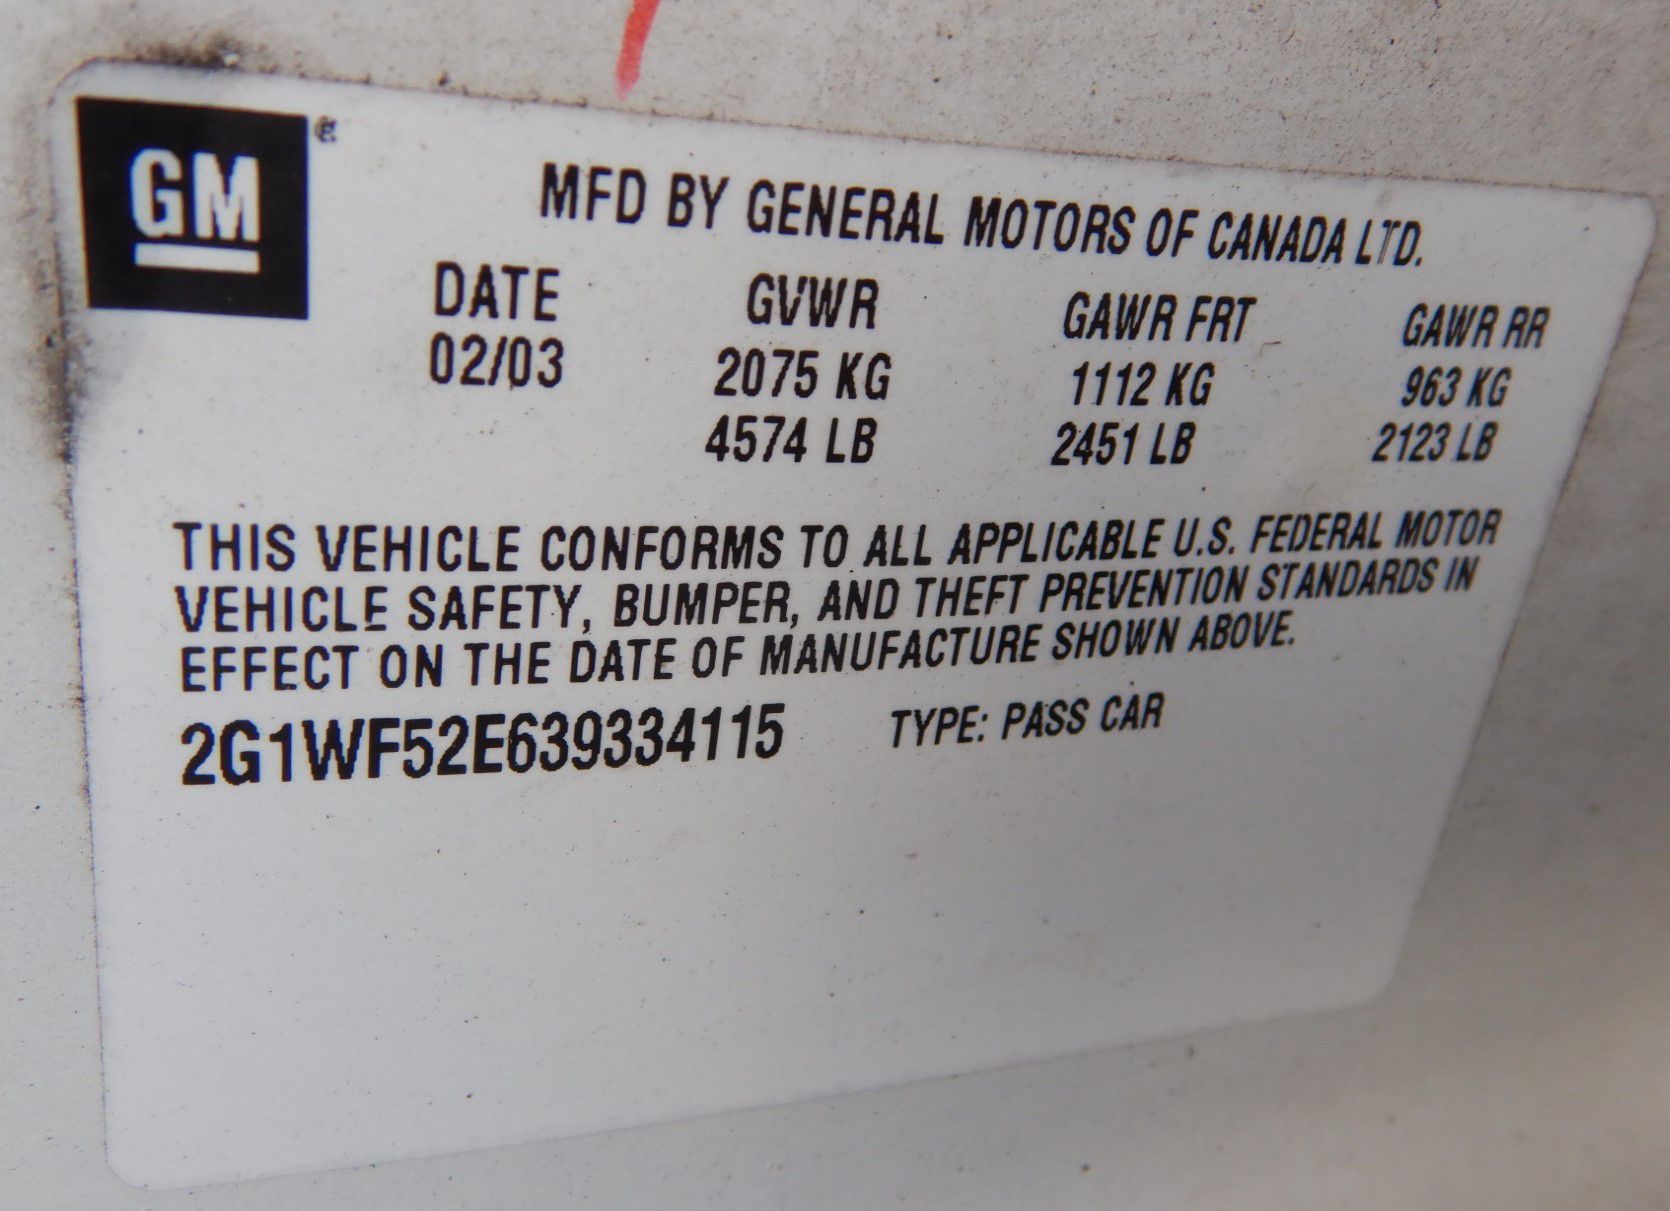 GM
MFD BY GENERAL MOTORS OF CANADA LTD.
DATE GVWR GAWR FRT GAWR RR
02/03 2075 KG 1112 KG 963 KG
4574 LB 2451 LB 2123 LB
THIS VEHICLE CONFORMS TO ALL APPLICABLE U.S. FEDERAL MOTOR
VEHICLE SAFETY, BUMPER, AND THEFT PREVENTION STANDARDS IN
EFFECT ON THE DATE OF MANUFACTURE SHOWN ABOVE.
2G1WF52E639334115 TYPE: PASS CAR